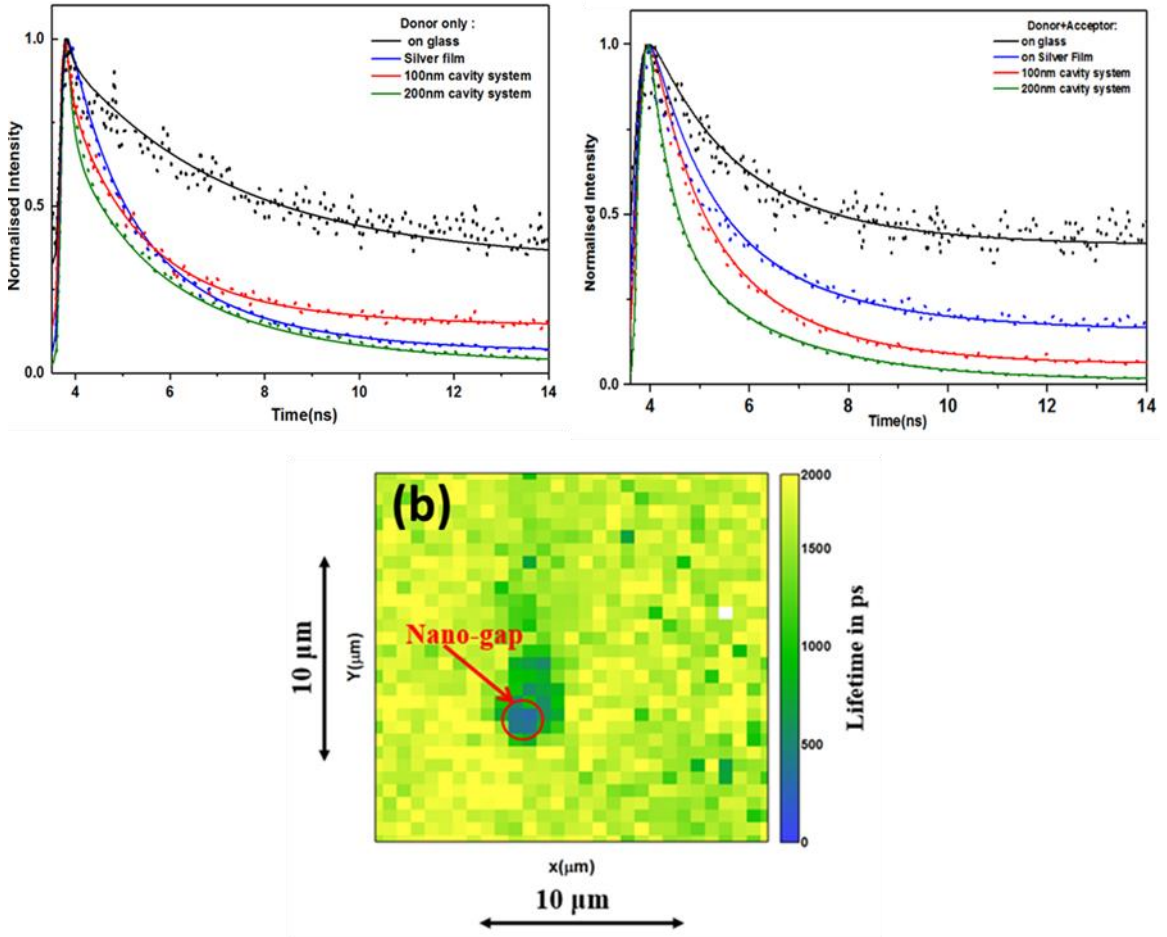 Donor only :
on glass
Silver film
100nm cavity system
200nm cavity system
Normalised Intensity
1.0
0.5
0.0
4
6
8
10
12
14
Time(ns)
Donor+Acceptor:
on glass
on Silver Film
100nm cavity system
200nm cavity system
Normalised Intensity
1.0
0.5
0.0
4
6
8
10
12
14
Time(ns)
(b)
Nano-gap
10 μm
Y(μm)
x(μm)
10 μm
2000
1500
1000
500
0
Lifetime in ps